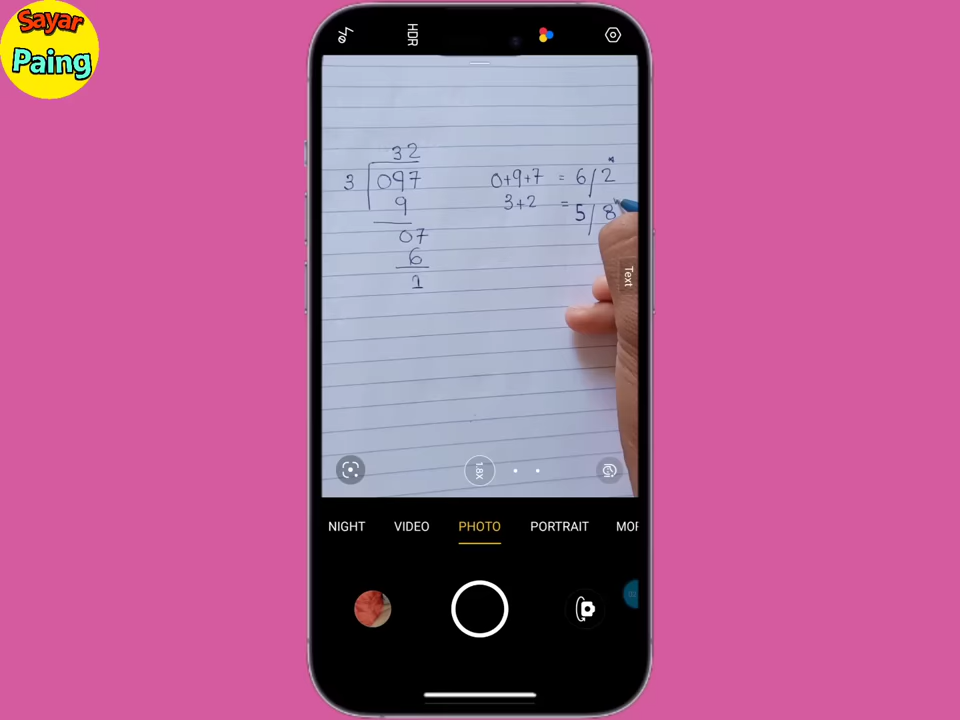 Sayar
Paing
HDR
32
3 097
9
07
6
1
0+9+7 = 6/2
3+2 = 5/8
Text
1.8X
NIGHT VIDEO PHOTO PORTRAIT MOR